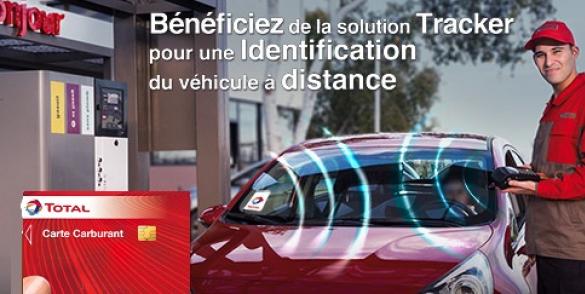 onjour
Bénéficiez de la solution Tracker
pour une Identification
du véhicule à distance
TOTAL
Carte Carburant